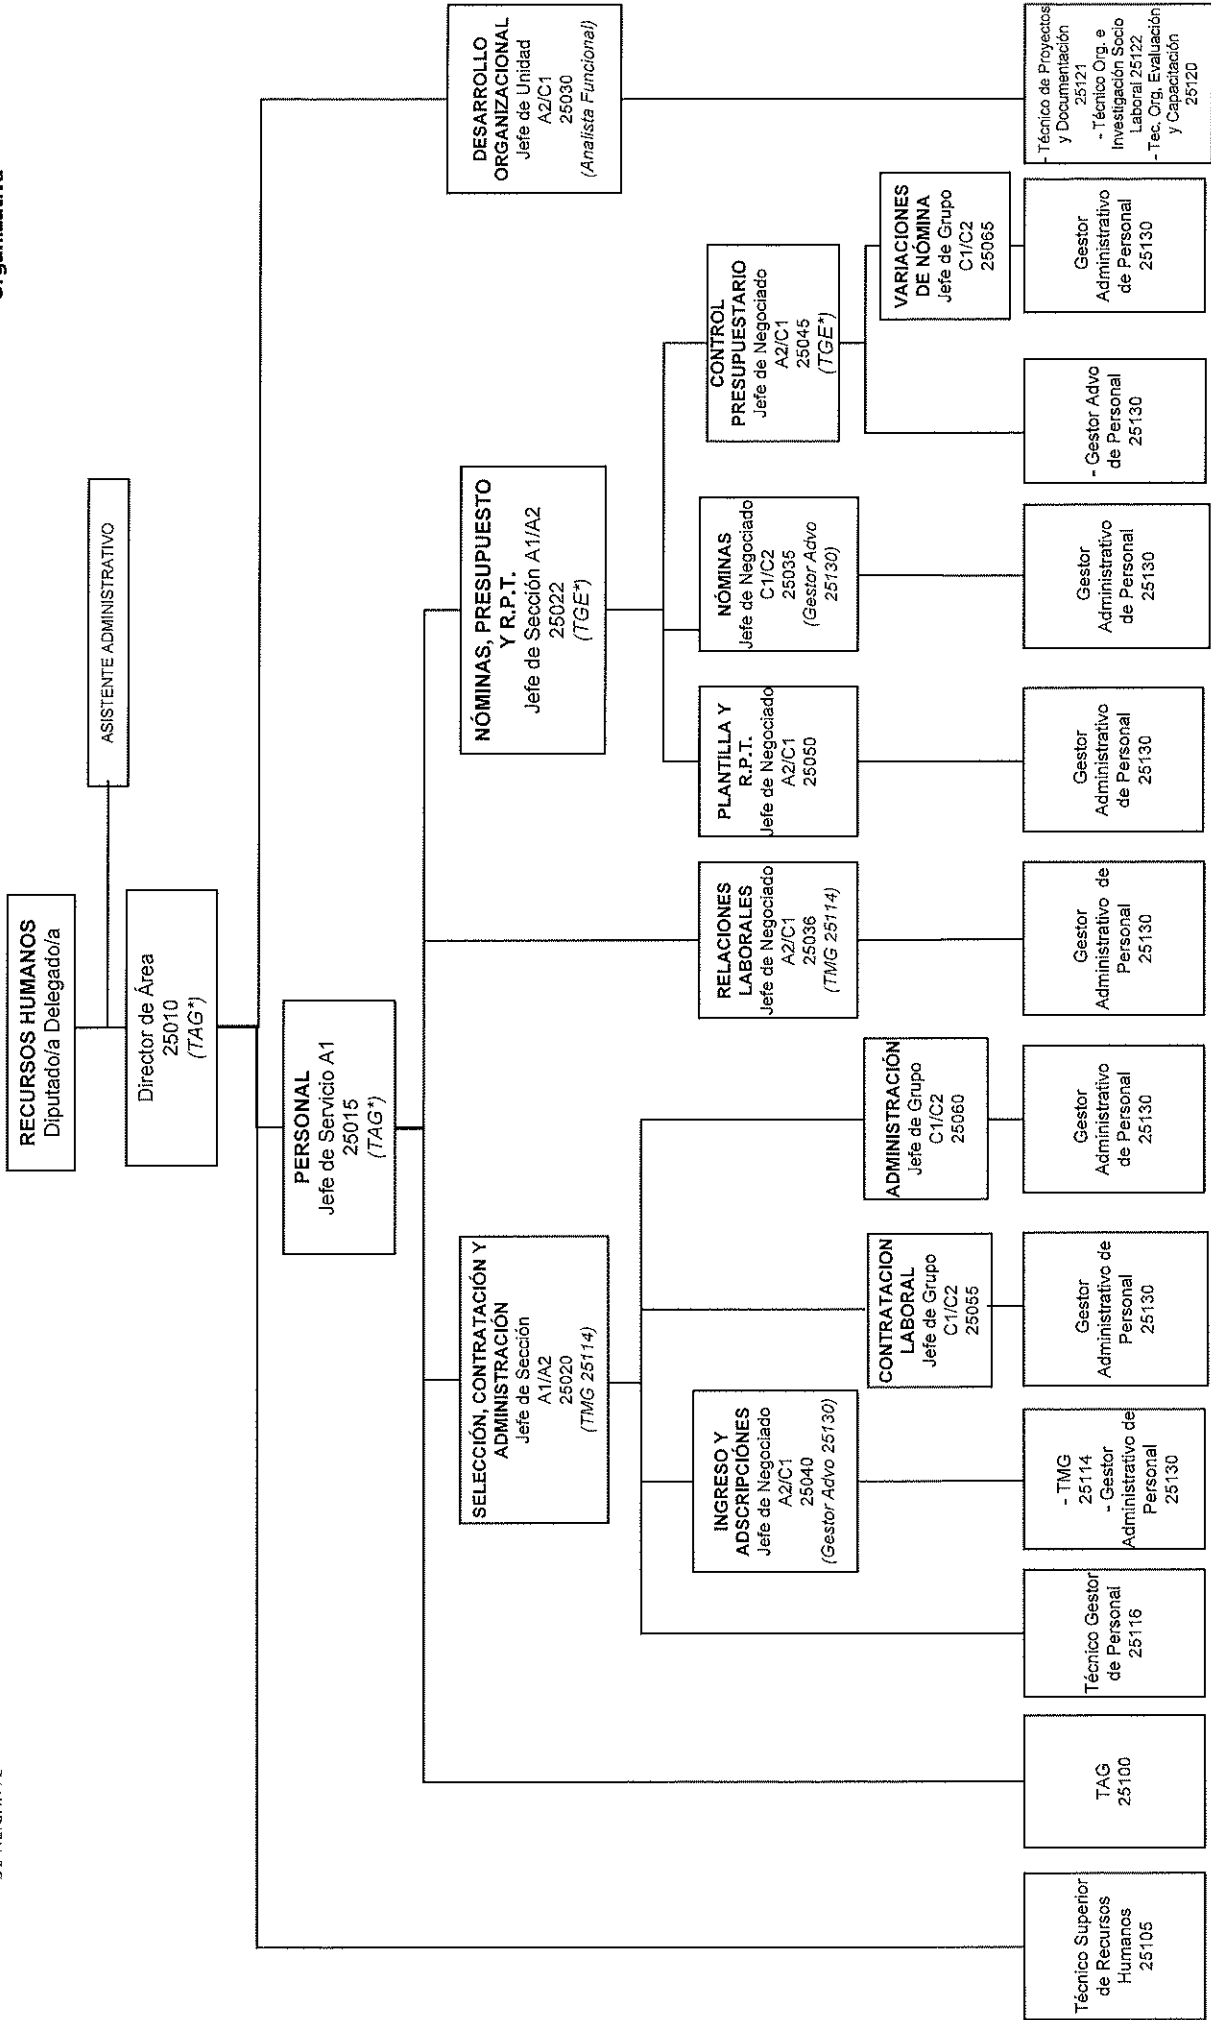 Organizativa
RECURSOS HUMANOS
Diputado/a Delegado/a
ASISTENTE ADMINISTRATIVO
Director de Área
25010
(TAG*)
PERSONAL
Jefe de Servicio A1
25015
(TAG*)
DESARROLLO
ORGANIZACIONAL
Jefe de Unidad
A2/C1
25030
(Analista Funcional)
SELECCIÓN, CONTRATACIÓN Y
ADMINISTRACIÓN
Jefe de Sección
A1/A2
25020
(TMG 25114)
NÓMINAS, PRESUPUESTO
Y R.P.T.
Jefe de Sección A1/A2
25022
(TGE*)
INGRESO Y
ADSCRIPCIÓNES
Jefe de Negociado
A2/C1
25040
(Gestor Advo 25130)
RELACIONES
LABORALES
Jefe de Negociado
A2/C1
25036
(TMG 25114)
PLANTILLA Y
R.P.T.
Jefe de Negociado
A2/C1
25050
NÓMINAS
Jefe de Negociado
C1/C2
25035
(Gestor Advo
25130)
CONTROL
PRESUPUESTARIO
Jefe de Negociado
A2/C1
25045
(TGE*)
CONTRATACION
LABORAL
Jefe de Grupo
C1/C2
25055
ADMINISTRACIÓN
Jefe de Grupo
C1/C2
25060
VARIACIONES
DE NÓMINA
Jefe de Grupo
C1/C2
25065
Técnico Superior
de Recursos
Humanos
25105
TAG
25100
Técnico Gestor
de Personal
25116
- TMG
25114
- Gestor
Administrativo de
Personal
25130
Gestor
Administrativo de
Personal
25130
Gestor
Administrativo
de Personal
25130
Gestor
Administrativo de
Personal
25130
Gestor
Administrativo
de Personal
25130
Gestor
Administrativo
de Personal
25130
- Gestor Advo
de Personal
25130
Gestor
Administrativo
de Personal
25130
- Técnico de Proyectos
y Documentación
25121
- Técnico Org. e
Investigación Socio
Laboral 25122
- Tec. Org, Evaluación
y Capacitación
25120